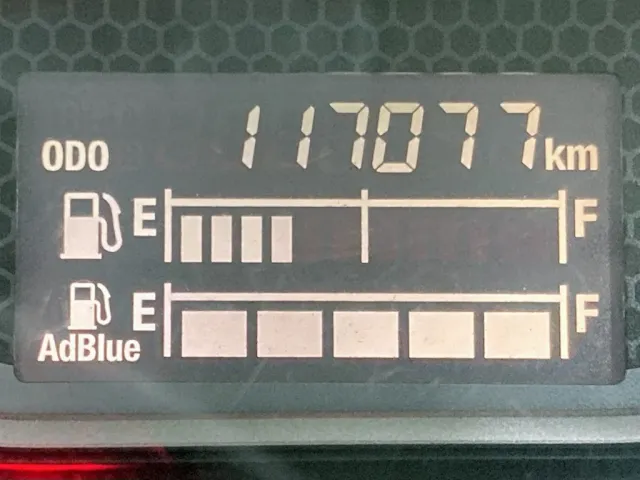 ODO 117077 km
E F
E F
AdBlue